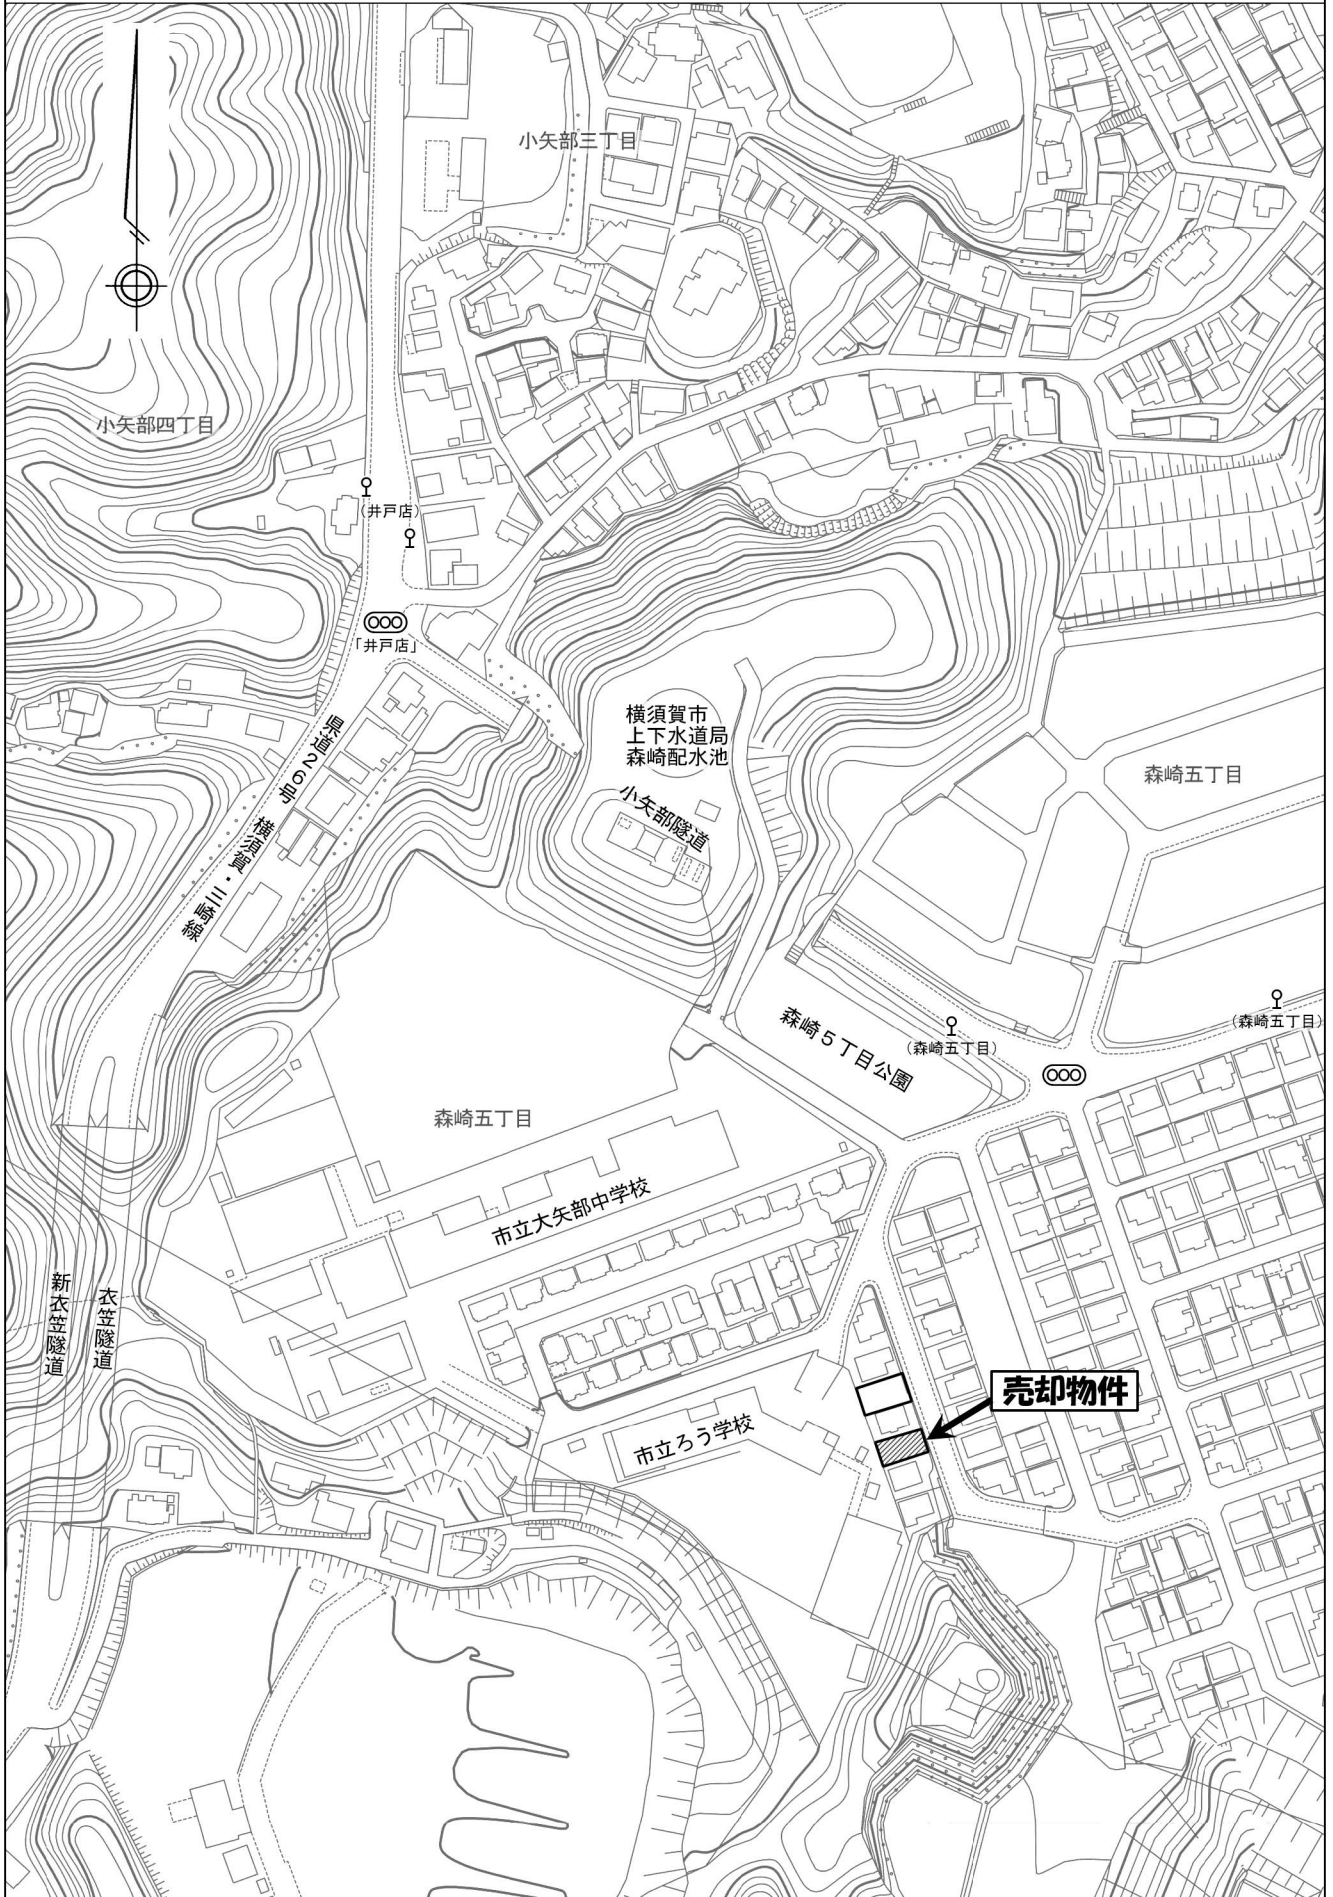 小矢部三丁目
小矢部四丁目
(井戸店)
「井戸店」
横須賀市
上下水道局
森崎配水池
県道26号 横須賀・三崎線
小矢部隧道
森崎五丁目
森崎5丁目公園
(森崎五丁目)
(森崎五丁目)
森崎五丁目
市立大矢部中学校
新衣笠隧道
衣笠隧道
売却物件
市立ろう学校